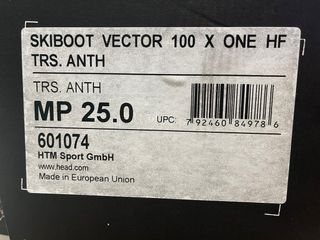 SKIBOOT VECTOR 100 X ONE HF
TRS. ANTH
TRS. ANTH
MP 25.0
UPC: 7 92460 84978 6
601074
HTM Sport GmbH
www.head.com
Made in European Union